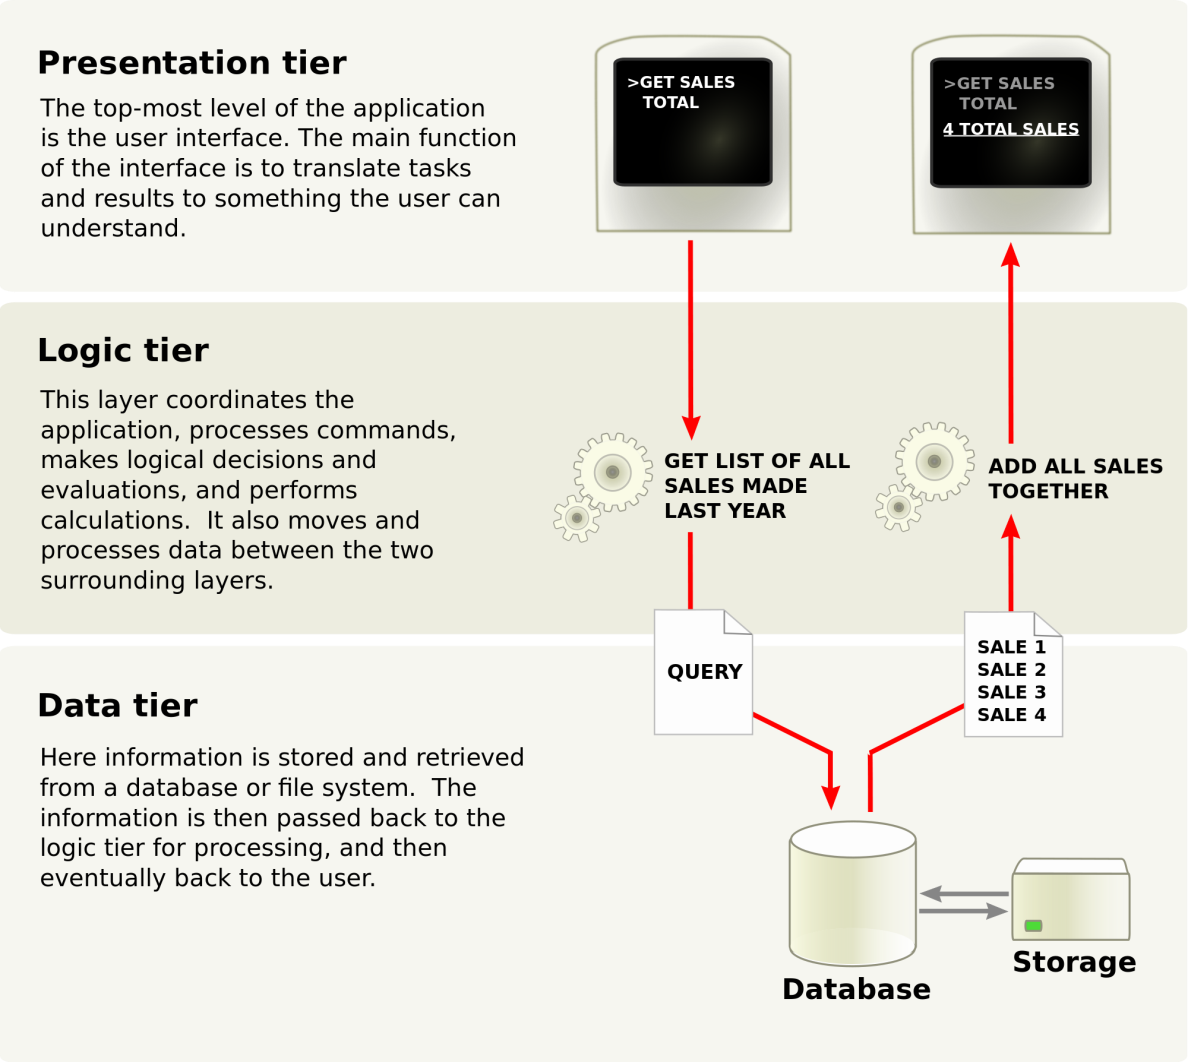 Presentation tier
The top-most level of the application
is the user interface. The main function
of the interface is to translate tasks
and results to something the user can
understand.
>GET SALES
TOTAL
>GET SALES
TOTAL
4 TOTAL SALES
Logic tier
This layer coordinates the
application, processes commands,
makes logical decisions and
evaluations, and performs
calculations.  It also moves and
processes data between the two
surrounding layers.
GET LIST OF ALL
SALES MADE
LAST YEAR
ADD ALL SALES
TOGETHER
Data tier
Here information is stored and retrieved
from a database or file system.  The
information is then passed back to the
logic tier for processing, and then
eventually back to the user.
QUERY
SALE 1
SALE 2
SALE 3
SALE 4
Database
Storage